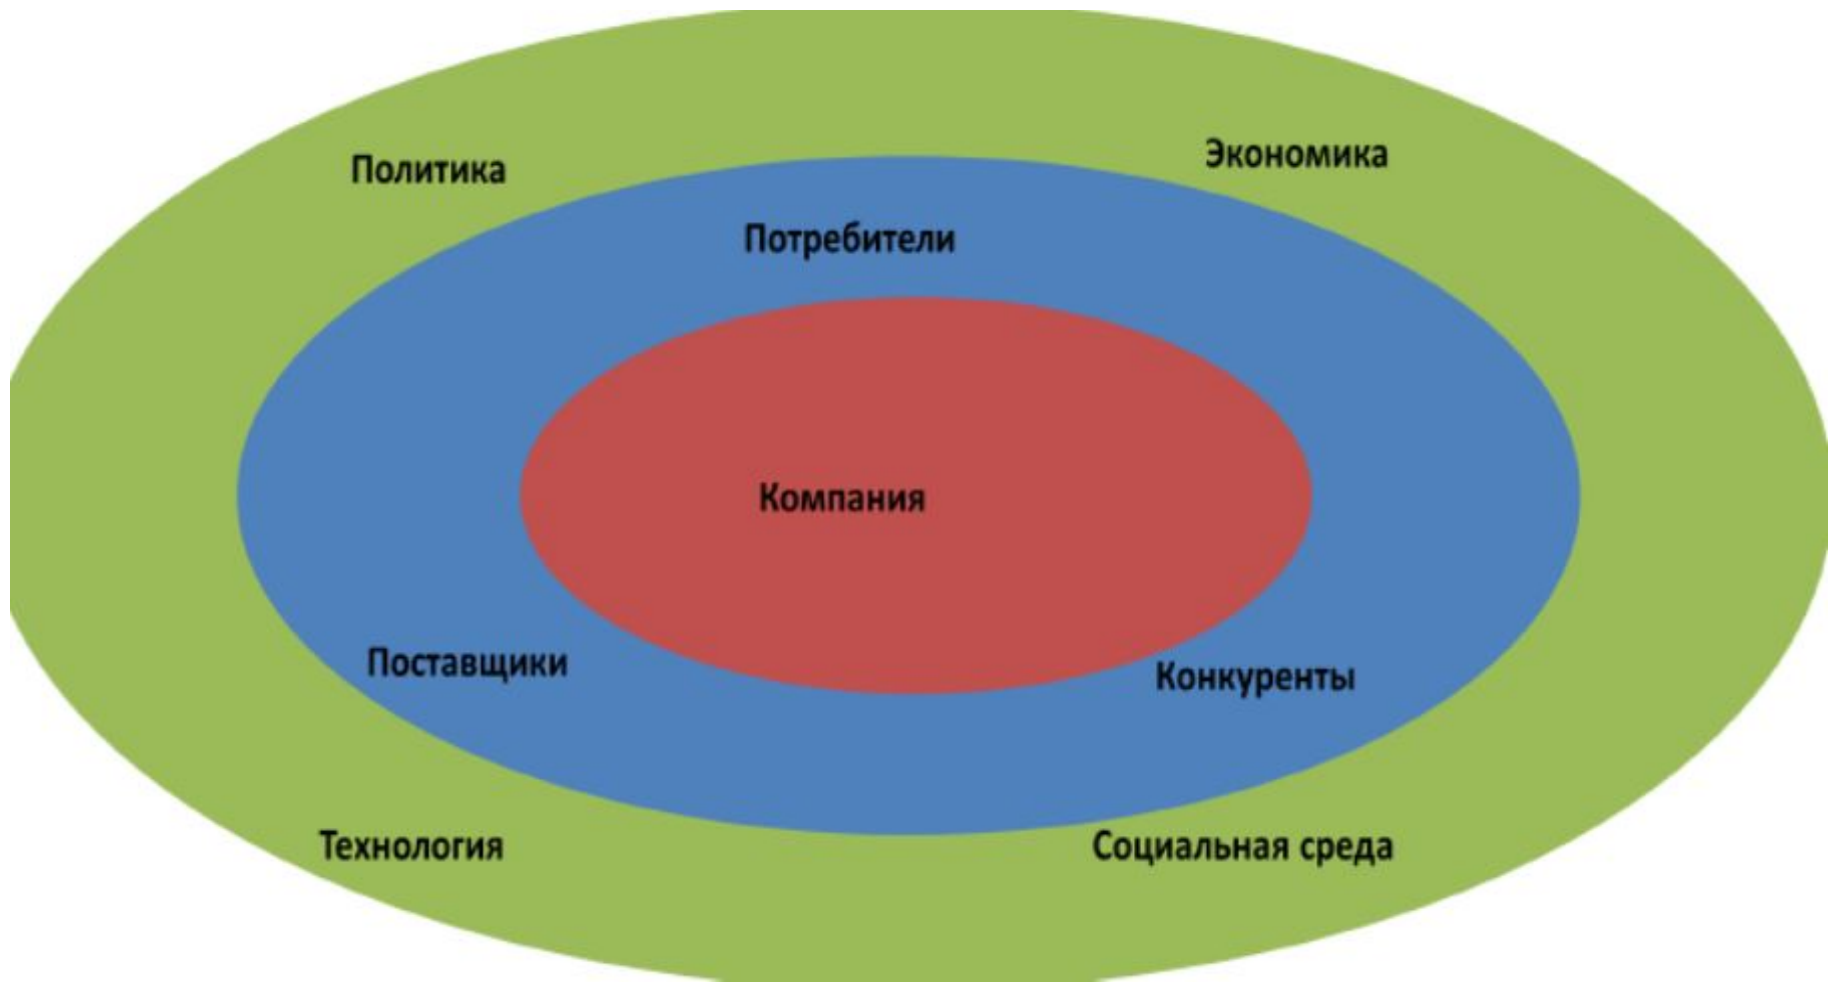 Политика
Экономика
Потребители
Компания
Поставщики
Конкуренты
Технология
Социальная среда